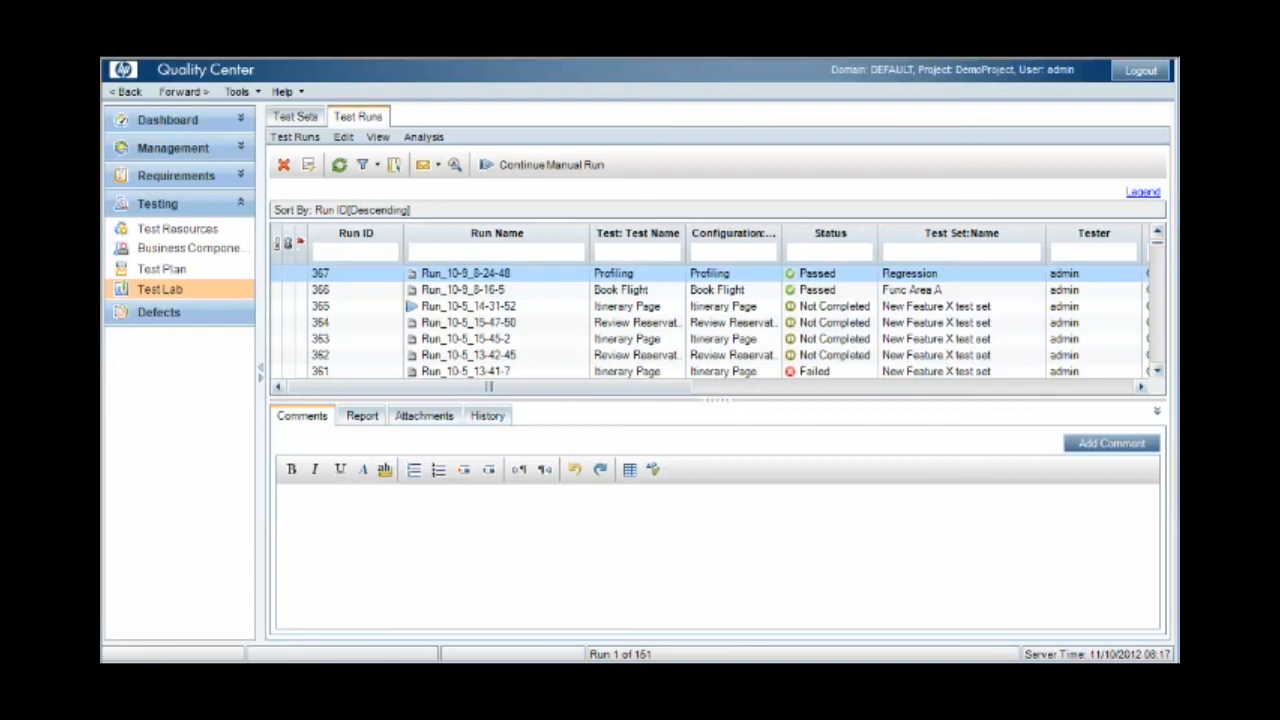 hp Quality Center Domain: DEFAULT, Project: DemoProject, User: admin Logout
< Back Forward > Tools Help
Dashboard
Management
Requirements
Testing
Test Resources
Business Compone...
Test Plan
Test Lab
Defects
Test Sets Test Runs
Test Runs Edit View Analysis
Continue Manual Run
Legend
Sort By: Run ID[Descending]
Run ID Run Name Test: Test Name Configuration:... Status Test Set:Name Tester
367 Run_10-9_8-24-48 Profiling Profiling Passed Regression admin
366 Run_10-9_8-16-5 Book Flight Book Flight Passed Func Area A admin
365 Run_10-5_14-31-52 Itinerary Page Itinerary Page Not Completed New Feature X test set admin
364 Run_10-5_15-47-50 Review Reservat... Review Reservat... Not Completed New Feature X test set admin
363 Run_10-5_15-45-2 Itinerary Page Itinerary Page Not Completed New Feature X test set admin
362 Run_10-5_13-42-45 Review Reservat... Review Reservat... Not Completed New Feature X test set admin
361 Run_10-5_13-41-7 Itinerary Page Itinerary Page Failed New Feature X test set admin
Comments Report Attachments History
Add Comment
B I U A ab
Run 1 of 151 Server Time: 11/10/2012 08:17